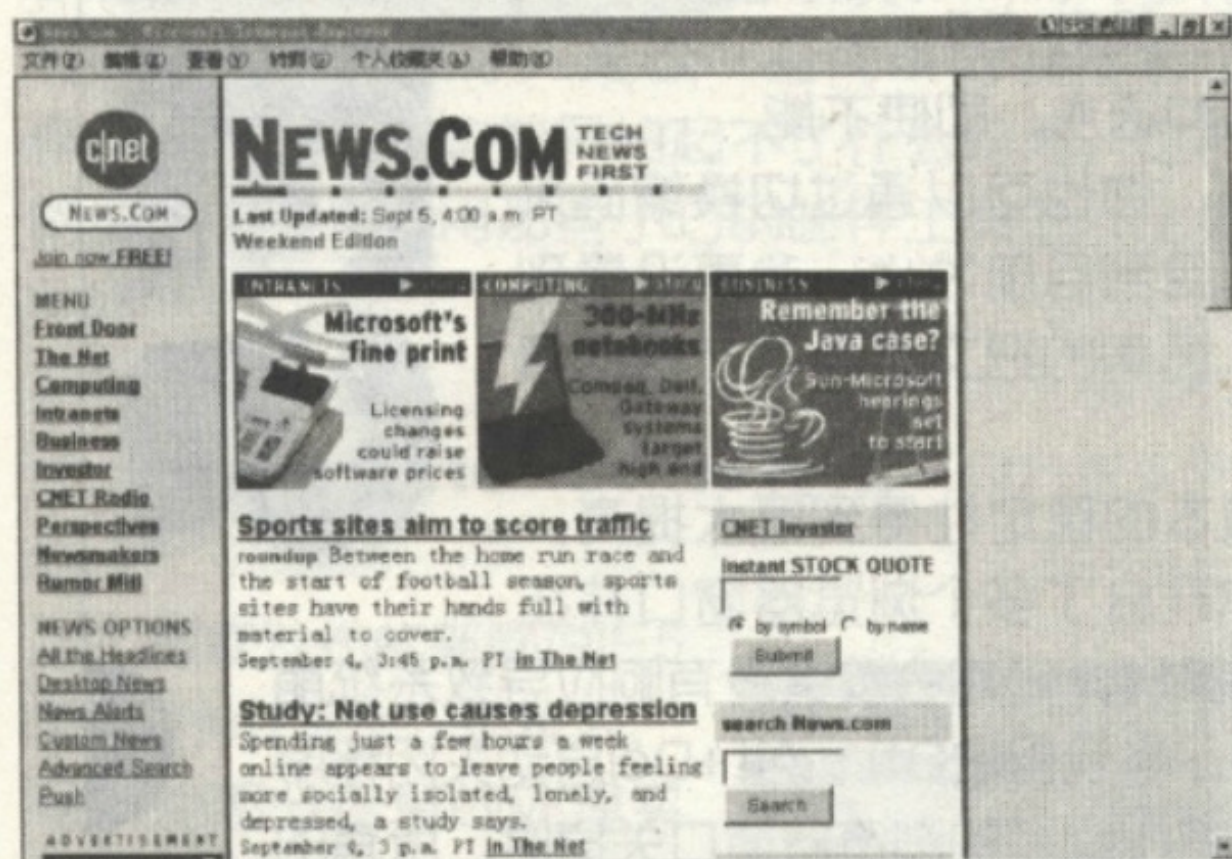 News.com - Microsoft Internet Explorer
文件(F) 编辑(E) 查看(V) 转到(G) 个人收藏夹(A) 帮助(H)
c|net
NEWS.COM
Join now FREE!
MENU
Front Door
The Net
Computing
Intranets
Business
Investor
CNET Radio
Perspectives
Newsmakers
Rumor Mill
NEWS OPTIONS
All the Headlines
Desktop News
News Alerts
Custom News
Advanced Search
Push
ADVERTISEMENT
NEWS.COM TECH
NEWS
FIRST
Last Updated: Sept 5, 4:00 a.m. PT
Weekend Edition
INTRANETS story
Microsoft's
fine print
Licensing
changes
could raise
software prices
COMPUTING story
300-MHz
notebooks
Compaq, Dell,
Gateway
systems
target
high end
BUSINESS story
Remember the
Java case?
Sun-Microsoft
hearings
set
to start
Sports sites aim to score traffic
roundup Between the home run race and
the start of football season, sports
sites have their hands full with
material to cover.
September 4, 3:45 p.m. PT in The Net
Study: Net use causes depression
Spending just a few hours a week
online appears to leave people feeling
more socially isolated, lonely, and
depressed, a study says.
September 4, 3 p.m. PT in The Net
CNET Investor
Instant STOCK QUOTE
by symbol by name
Submit
search News.com
Search